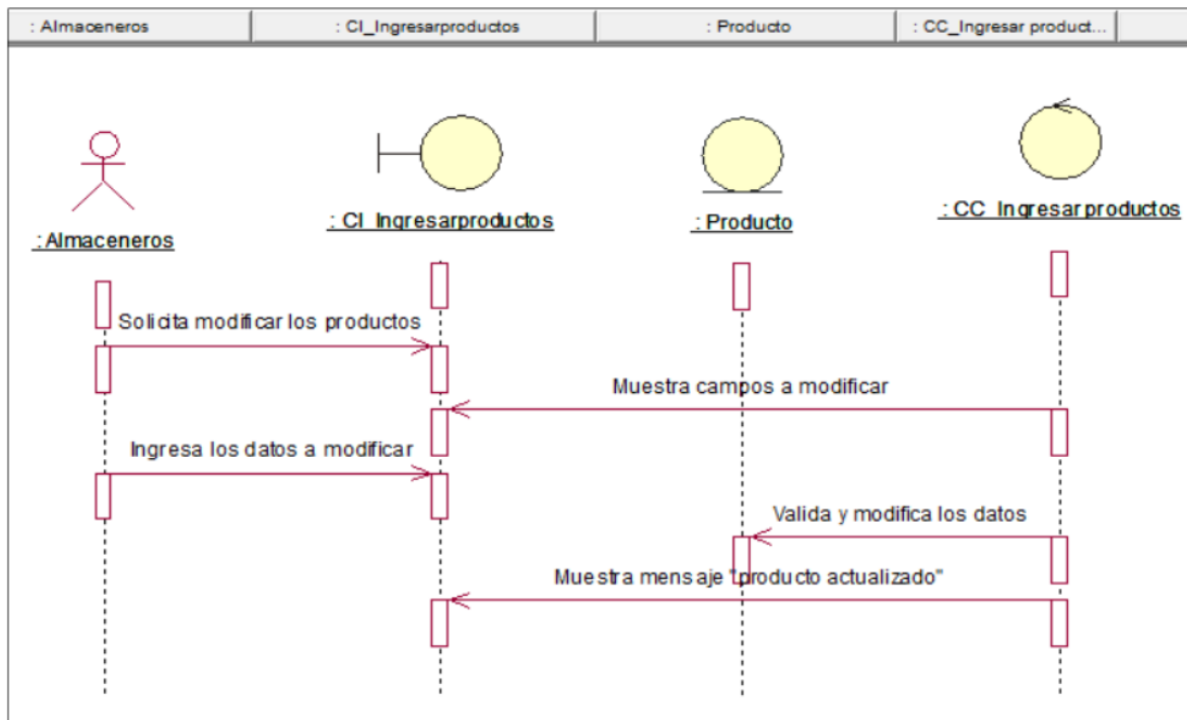 : Almaceneros
: CI_Ingresarproductos
: Producto
: CC_Ingresar product...
: Almaceneros
: CI_Ingresarproductos
: Producto
: CC_Ingresar productos
Solicita modificar los productos
Muestra campos a modificar
Ingresa los datos a modificar
Valida y modifica los datos
Muestra mensaje "producto actualizado"